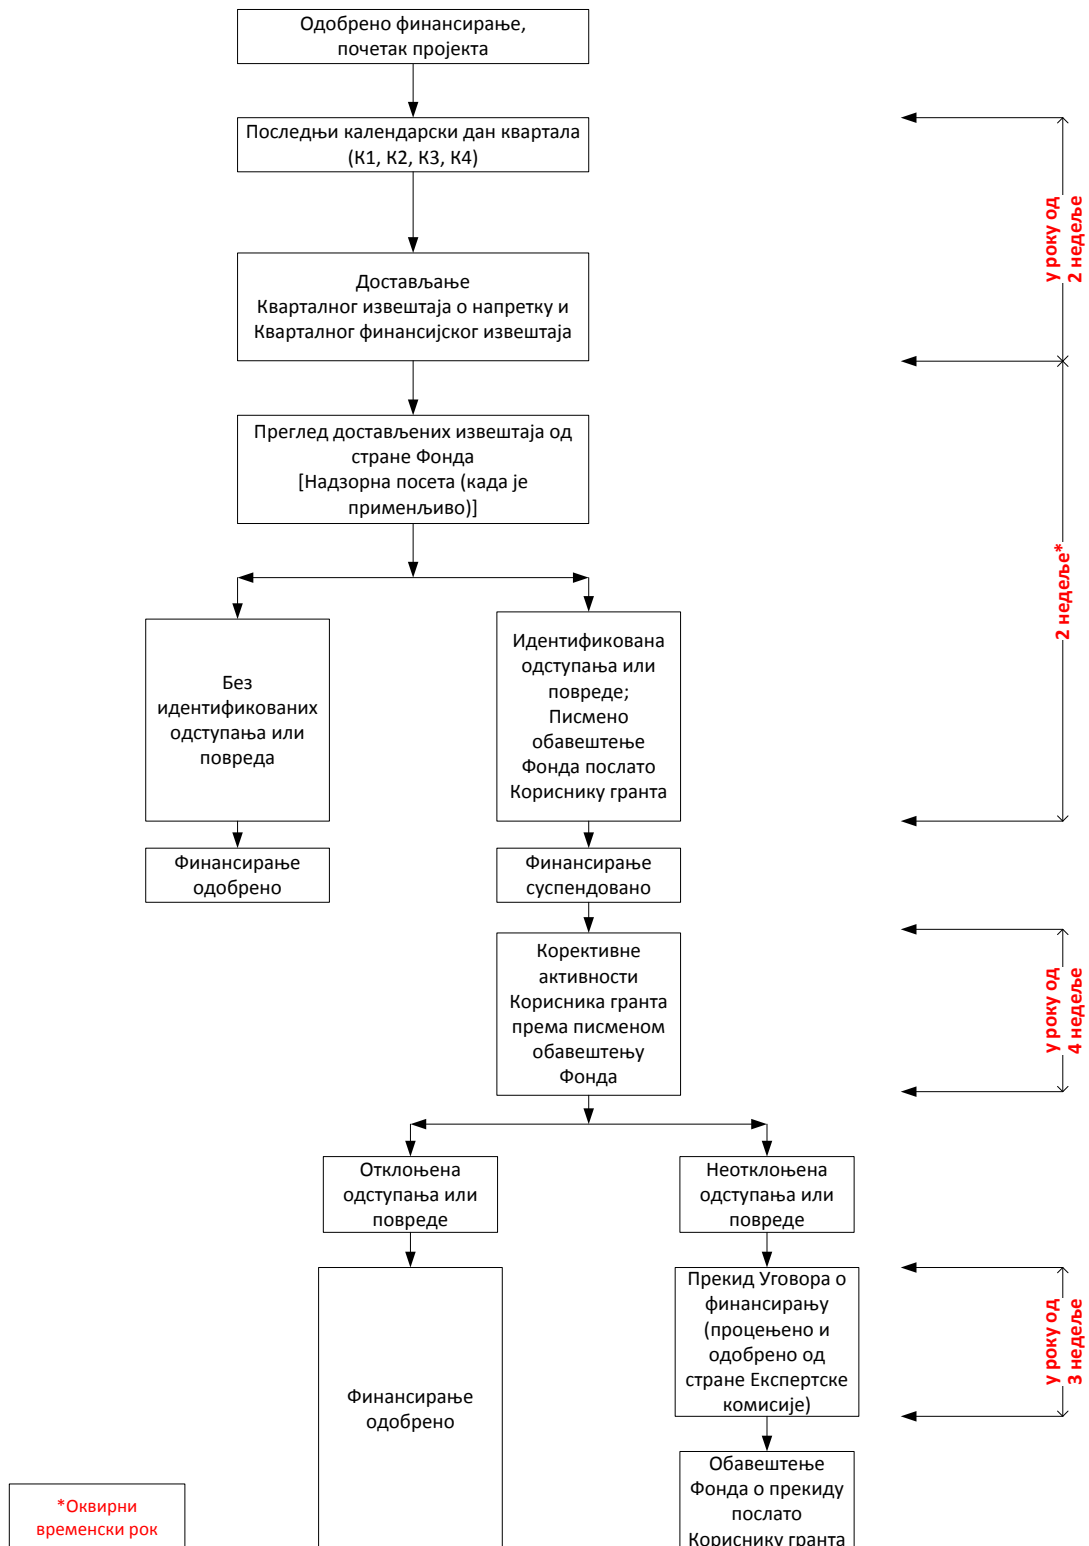 Одобрено финансирање,
почетак пројекта
Последњи календарски дан квартала
(К1, К2, К3, К4)
у року од
2 недеље
Достављање
Кварталног извештаја о напретку и
Кварталног финансијског извештаја
Преглед достављених извештаја од
стране Фонда
[Надзорна посета (када је
применљиво)]
2 недеље*
Без
идентификованих
одступања или
повреда
Идентификована
одступања или
повреде;
Писмено
обавештење
Фонда послато
Кориснику гранта
Финансирање
одобрено
Финансирање
суспендовано
Корективне
активности
Корисника гранта
према писменом
обавештењу
Фонда
у року од
4 недеље
Отклоњена
одступања или
повреде
Неотклоњена
одступања или
повреде
Финансирање
одобрено
Прекид Уговора о
финансирању
(процењено и
одобрено од
стране Експертске
комисије)
у року од
3 недеље
Обавештење
Фонда о прекиду
послато
Кориснику гранта
*Оквирни
временски рок